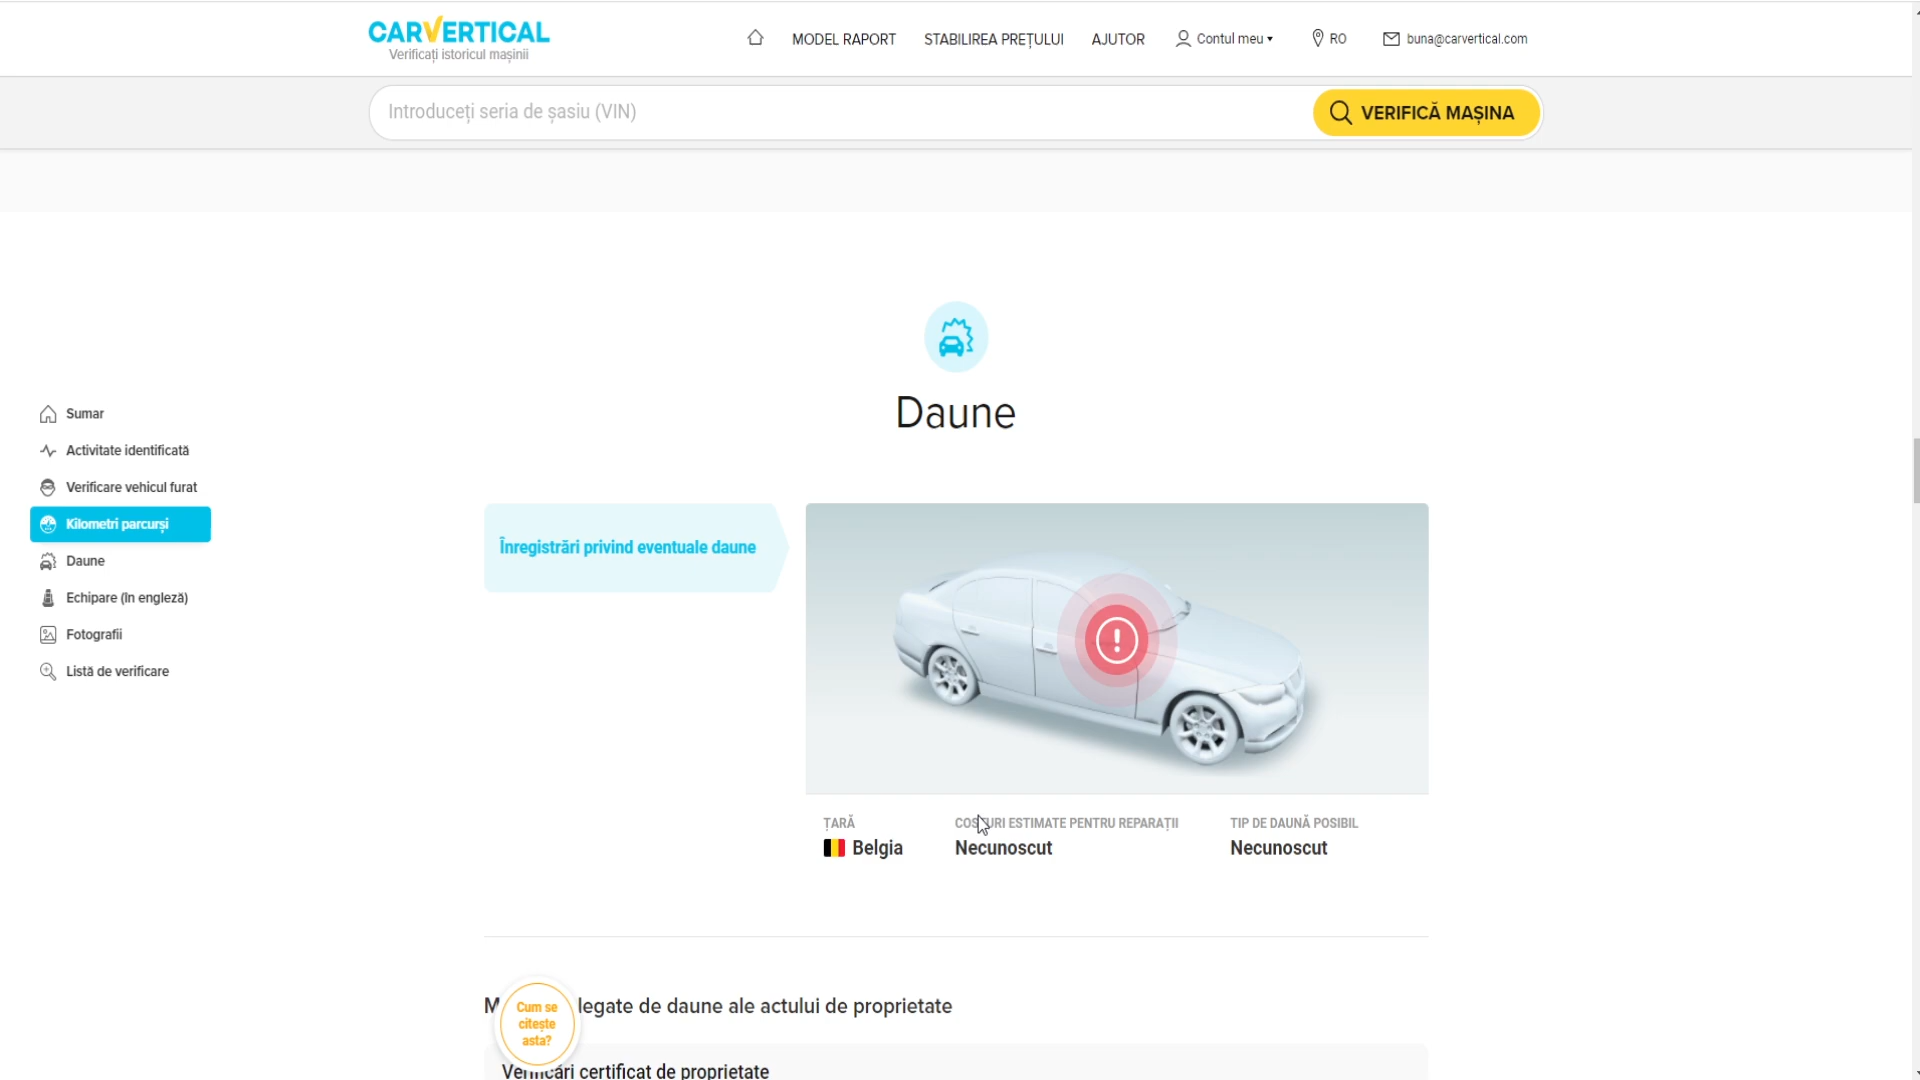 CARVERTICAL
Verificați istoricul mașinii
MODEL RAPORT
STABILIREA PREȚULUI
AJUTOR
Contul meu
RO
buna@carvertical.com
Introduceți seria de șasiu (VIN)
VERIFICĂ MAȘINA
Daune
Sumar
Activitate identificată
Verificare vehicul furat
Kilometri parcurși
Daune
Echipare (în engleză)
Fotografii
Listă de verificare
Înregistrări privind eventuale daune
ȚARĂ
Belgia
COSTURI ESTIMATE PENTRU REPARAȚII
Necunoscut
TIP DE DAUNĂ POSIBIL
Necunoscut
legate de daune ale actului de proprietate
Cum se
citește
asta?
Verificări certificat de proprietate